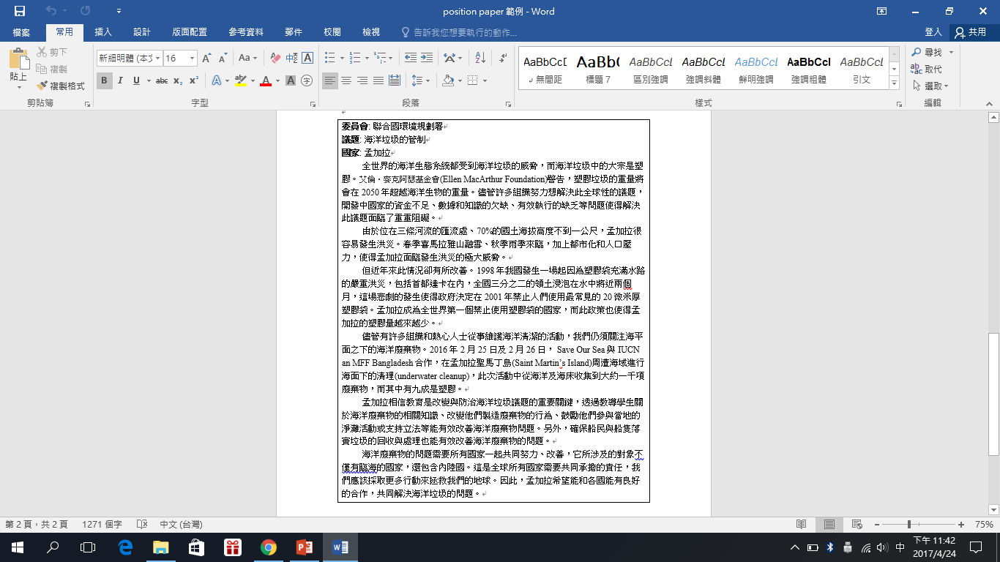 position paper 範例 - Word
檔案 常用 插入 設計 版面配置 參考資料 郵件 校閱 檢視 告訴我您想要執行的動作... 登入 共用
貼上 剪下 複製 複製格式
新細明體 (本文 16
AaBbCcD AaBbC AaBbCcI AaBbCcI AaBbCcI AaBbCcI AaBbCcI
無間距 標題 7 區別強調 強調斜體 鮮明強調 強調粗體 引文
尋找 取代 選取
剪貼簿 字型 段落 樣式 編輯
委員會: 聯合國環境規劃署
議題: 海洋垃圾的管制
國家: 孟加拉
全世界的海洋生態系統都受到海洋垃圾的威脅，而海洋垃圾中的大宗是塑
膠。艾倫・麥克阿瑟基金會(Ellen MacArthur Foundation)警告，塑膠垃圾的重量將
會在 2050 年超越海洋生物的重量。儘管許多組織努力想解決此全球性的議題，
開發中國家的資金不足、數據和知識的欠缺、有效執行的缺乏等問題使得解決
此議題面臨了重重阻礙。
由於位在三條河流的匯流處、70%的國土海拔高度不到一公尺，孟加拉很
容易發生洪災。春季喜馬拉雅山融雪、秋季雨季來臨，加上都市化和人口壓
力，使得孟加拉面臨發生洪災的極大威脅。
但近年來此情況卻有所改善。1998 年我國發生一場起因為塑膠袋充滿水路
的嚴重洪災，包括首都達卡在內，全國三分之二的領土浸泡在水中將近兩個
月，這場悲劇的發生使得政府決定在 2001 年禁止人們使用最常見的 20 微米厚
塑膠袋。孟加拉成為全世界第一個禁止使用塑膠袋的國家，而此政策也使得孟
加拉的塑膠量越來越少。
儘管有許多組織和熱心人士從事維護海洋清潔的活動，我們仍須關注海平
面之下的海洋廢棄物。2016 年 2 月 25 日及 2 月 26 日， Save Our Sea 與 IUCN
an MFF Bangladesh 合作，在孟加拉聖馬丁島(Saint Martin's Island)周遭海域進行
海面下的清理(underwater cleanup)，此次活動中從海洋及海床收集到大約一千項
廢棄物，而其中有九成是塑膠。
孟加拉相信教育是改變與防治海洋垃圾議題的重要關鍵，透過教導學生關
於海洋廢棄物的相關知識、改變他們製造廢棄物的行為、鼓勵他們參與當地的
淨灘活動或支持立法等能有效改善海洋廢棄物問題。另外，確保船民與船隻落
實垃圾的回收與處理也能有效改善海洋廢棄物的問題。
海洋廢棄物的問題需要所有國家一起共同努力、改善，它所涉及的對象不
僅有臨海的國家，還包含內陸國。這是全球所有國家需要共同承擔的責任，我
們應該採取更多行動來拯救我們的地球。因此，孟加拉希望能和各國能有良好
的合作，共同解決海洋垃圾的問題。
第 2 頁，共 2 頁 1271 個字 中文 (台灣) 75%
中 下午 11:42
2017/4/24